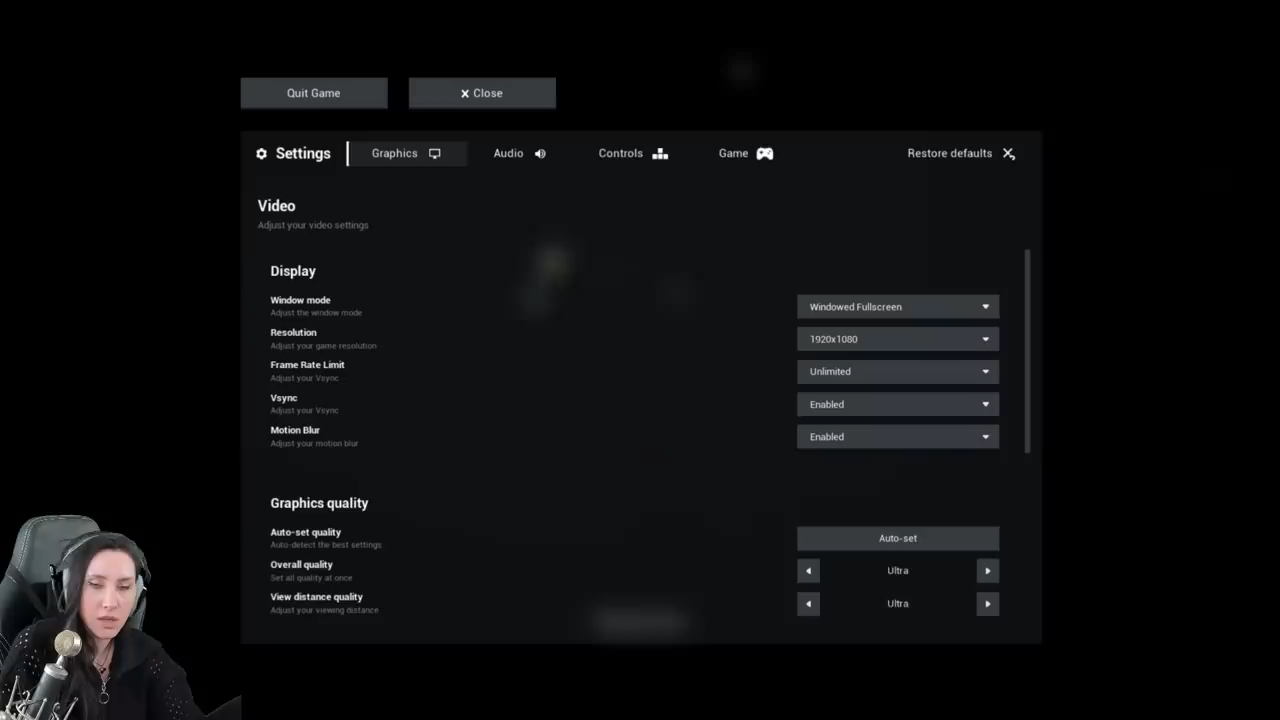 Quit Game
Close
Settings
Graphics
Audio
Controls
Game
Restore defaults
Video
Adjust your video settings
Display
Window mode
Adjust the window mode
Windowed Fullscreen
Resolution
Adjust your game resolution
1920x1080
Frame Rate Limit
Adjust your Vsync
Unlimited
Vsync
Adjust your Vsync
Enabled
Motion Blur
Adjust your motion blur
Enabled
Graphics quality
Auto-set quality
Auto-detect the best settings
Auto-set
Overall quality
Set all quality at once
Ultra
View distance quality
Adjust your viewing distance
Ultra